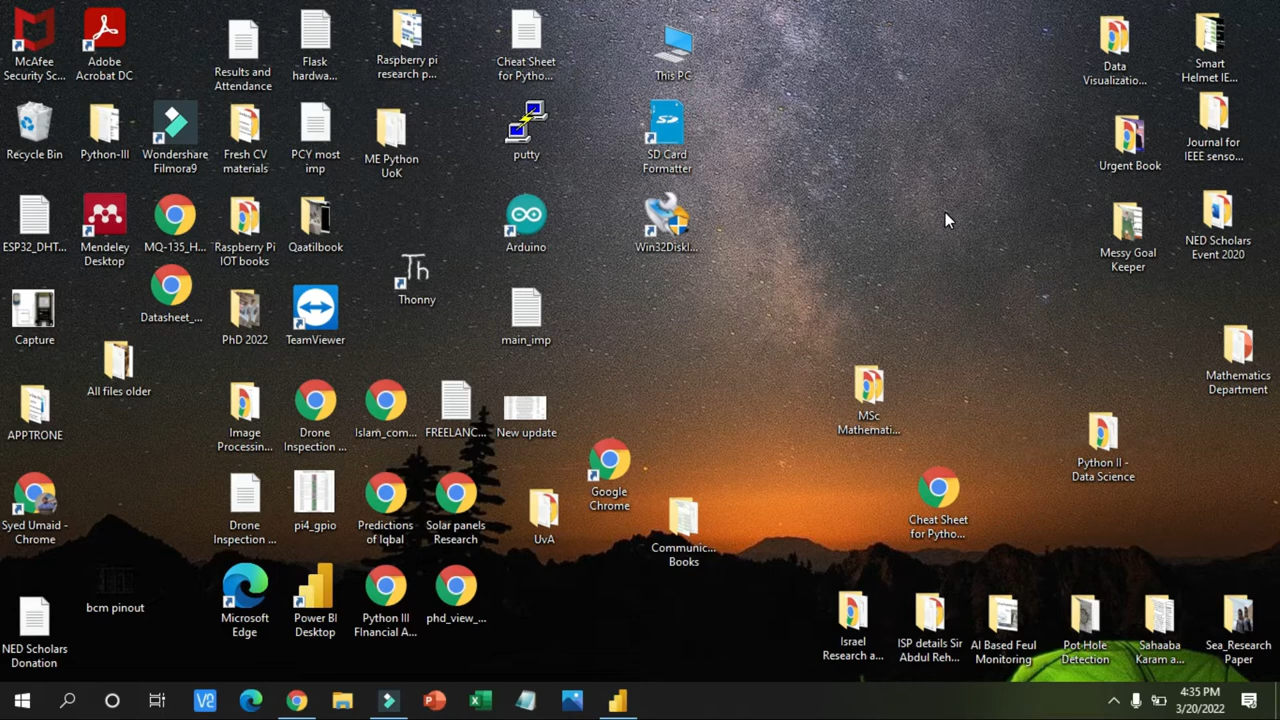 McAfee
Security Sc...
Adobe
Acrobat DC
Results and
Attendance
Flask
hardwa...
Raspberry pi
research p...
Cheat Sheet
for Pytho...
This PC
Data
Visualizatio...
Smart
Helmet IE...
Recycle Bin
Python-III
Wondershare
Filmora9
Fresh CV
materials
PCY most
imp
ME Python
UoK
putty
SD
SD Card
Formatter
Urgent Book
Journal for
IEEE senso...
ESP32_DHT...
Mendeley
Desktop
MQ-135_H...
Raspberry Pi
IOT books
Qaatilbook
Arduino
Win32DiskI...
Messy Goal
Keeper
NED Scholars
Event 2020
Th
Thonny
Datasheet_...
Capture
PhD 2022
TeamViewer
main_imp
All files older
Mathematics
Department
APPTRONE
Image
Processin...
Drone
Inspection ...
Islam_com...
FREELANC...
New update
MSc
Mathemati...
Python II -
Data Science
Google
Chrome
Syed Umaid -
Chrome
Drone
Inspection ...
pi4_gpio
Predictions
of Iqbal
Solar panels
Research
UvA
Communic...
Books
Cheat Sheet
for Pytho...
bcm pinout
Microsoft
Edge
Power BI
Desktop
Python III
FInancial A...
phd_view_...
NED Scholars
Donation
Israel
Research a...
ISP details Sir
Abdul Reh...
AI Based Feul
Monitoring
Pot-Hole
Detection
Sahaaba
Karam a...
Sea_Research
Paper
4:35 PM
3/20/2022